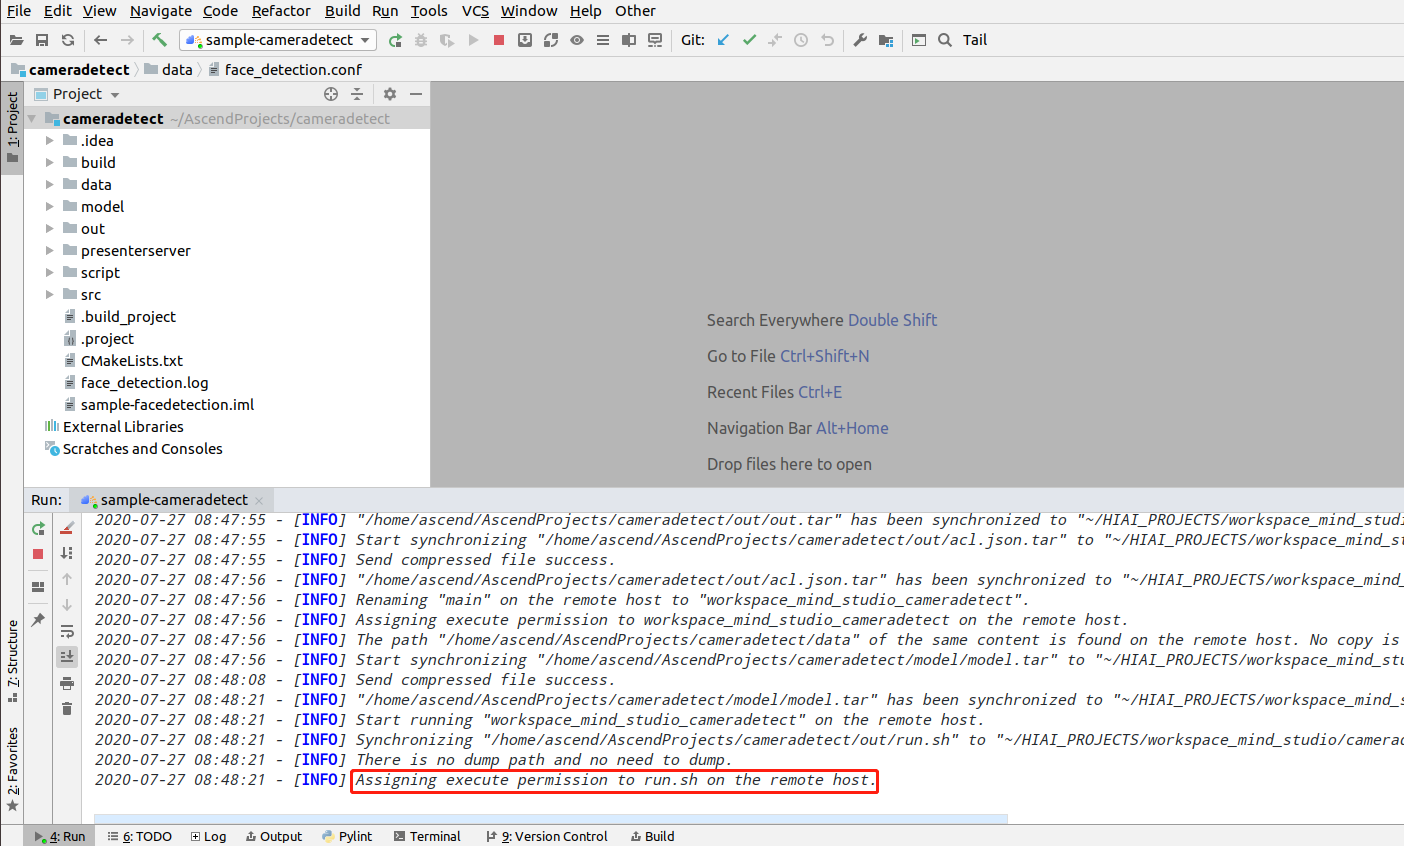 File Edit View Navigate Code Refactor Build Run Tools VCS Window Help Other
sample-cameradetect Git: Tail
cameradetect data face_detection.conf
1: Project
Project
cameradetect ~/AscendProjects/cameradetect
.idea
build
data
model
out
presenterserver
script
src
.build_project
.project
CMakeLists.txt
face_detection.log
sample-facedetection.iml
External Libraries
Scratches and Consoles
Search Everywhere Double Shift
Go to File Ctrl+Shift+N
Recent Files Ctrl+E
Navigation Bar Alt+Home
Drop files here to open
Run: sample-cameradetect
2020-07-27 08:47:55 - [INFO] "/home/ascend/AscendProjects/cameradetect/out/out.tar" has been synchronized to "~/HIAI_PROJECTS/workspace_mind_studio
2020-07-27 08:47:55 - [INFO] Start synchronizing "/home/ascend/AscendProjects/cameradetect/out/acl.json.tar" to "~/HIAI_PROJECTS/workspace_mind_st
2020-07-27 08:47:55 - [INFO] Send compressed file success.
2020-07-27 08:47:56 - [INFO] "/home/ascend/AscendProjects/cameradetect/out/acl.json.tar" has been synchronized to "~/HIAI_PROJECTS/workspace_mind_
2020-07-27 08:47:56 - [INFO] Renaming "main" on the remote host to "workspace_mind_studio_cameradetect".
2020-07-27 08:47:56 - [INFO] Assigning execute permission to workspace_mind_studio_cameradetect on the remote host.
2020-07-27 08:47:56 - [INFO] The path "/home/ascend/AscendProjects/cameradetect/data" of the same content is found on the remote host. No copy is
2020-07-27 08:47:56 - [INFO] Start synchronizing "/home/ascend/AscendProjects/cameradetect/model/model.tar" to "~/HIAI_PROJECTS/workspace_mind_stu
2020-07-27 08:48:08 - [INFO] Send compressed file success.
2020-07-27 08:48:21 - [INFO] "/home/ascend/AscendProjects/cameradetect/model/model.tar" has been synchronized to "~/HIAI_PROJECTS/workspace_mind_s
2020-07-27 08:48:21 - [INFO] Start running "workspace_mind_studio_cameradetect" on the remote host.
2020-07-27 08:48:21 - [INFO] Synchronizing "/home/ascend/AscendProjects/cameradetect/out/run.sh" to "~/HIAI_PROJECTS/workspace_mind_studio/camerad
2020-07-27 08:48:21 - [INFO] There is no dump path and no need to dump.
2020-07-27 08:48:21 - [INFO] Assigning execute permission to run.sh on the remote host.
7: Structure
2: Favorites
4: Run 6: TODO Log Output Pylint Terminal 9: Version Control Build